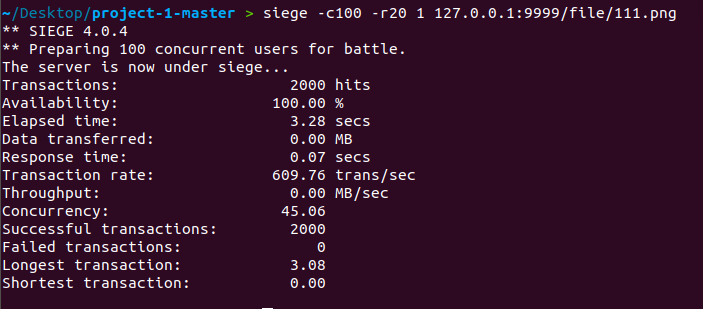 ~/Desktop/project-1-master > siege -c100 -r20 1 127.0.0.1:9999/file/111.png
** SIEGE 4.0.4
** Preparing 100 concurrent users for battle.
The server is now under siege...
Transactions: 2000 hits
Availability: 100.00 %
Elapsed time: 3.28 secs
Data transferred: 0.00 MB
Response time: 0.07 secs
Transaction rate: 609.76 trans/sec
Throughput: 0.00 MB/sec
Concurrency: 45.06
Successful transactions: 2000
Failed transactions: 0
Longest transaction: 3.08
Shortest transaction: 0.00